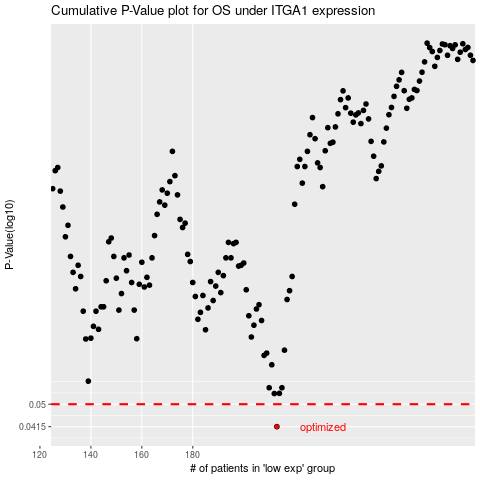 Cumulative P-Value plot for OS under ITGA1 expression
P-Value(log10)
0.05
0.0415
optimized
120 140 160 180
# of patients in 'low exp' group